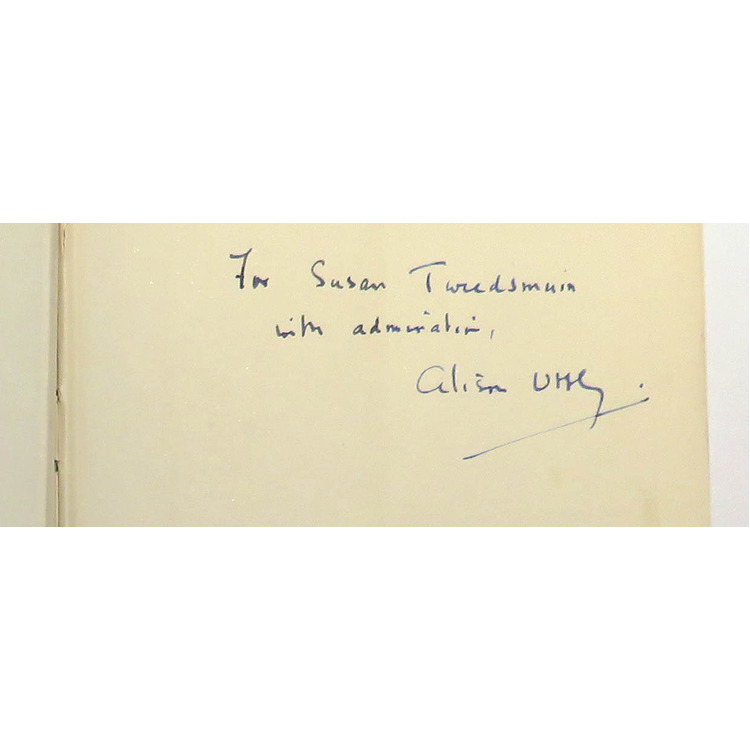 For Susan Tweedsmuir
with admiration,
Alison Uttley.